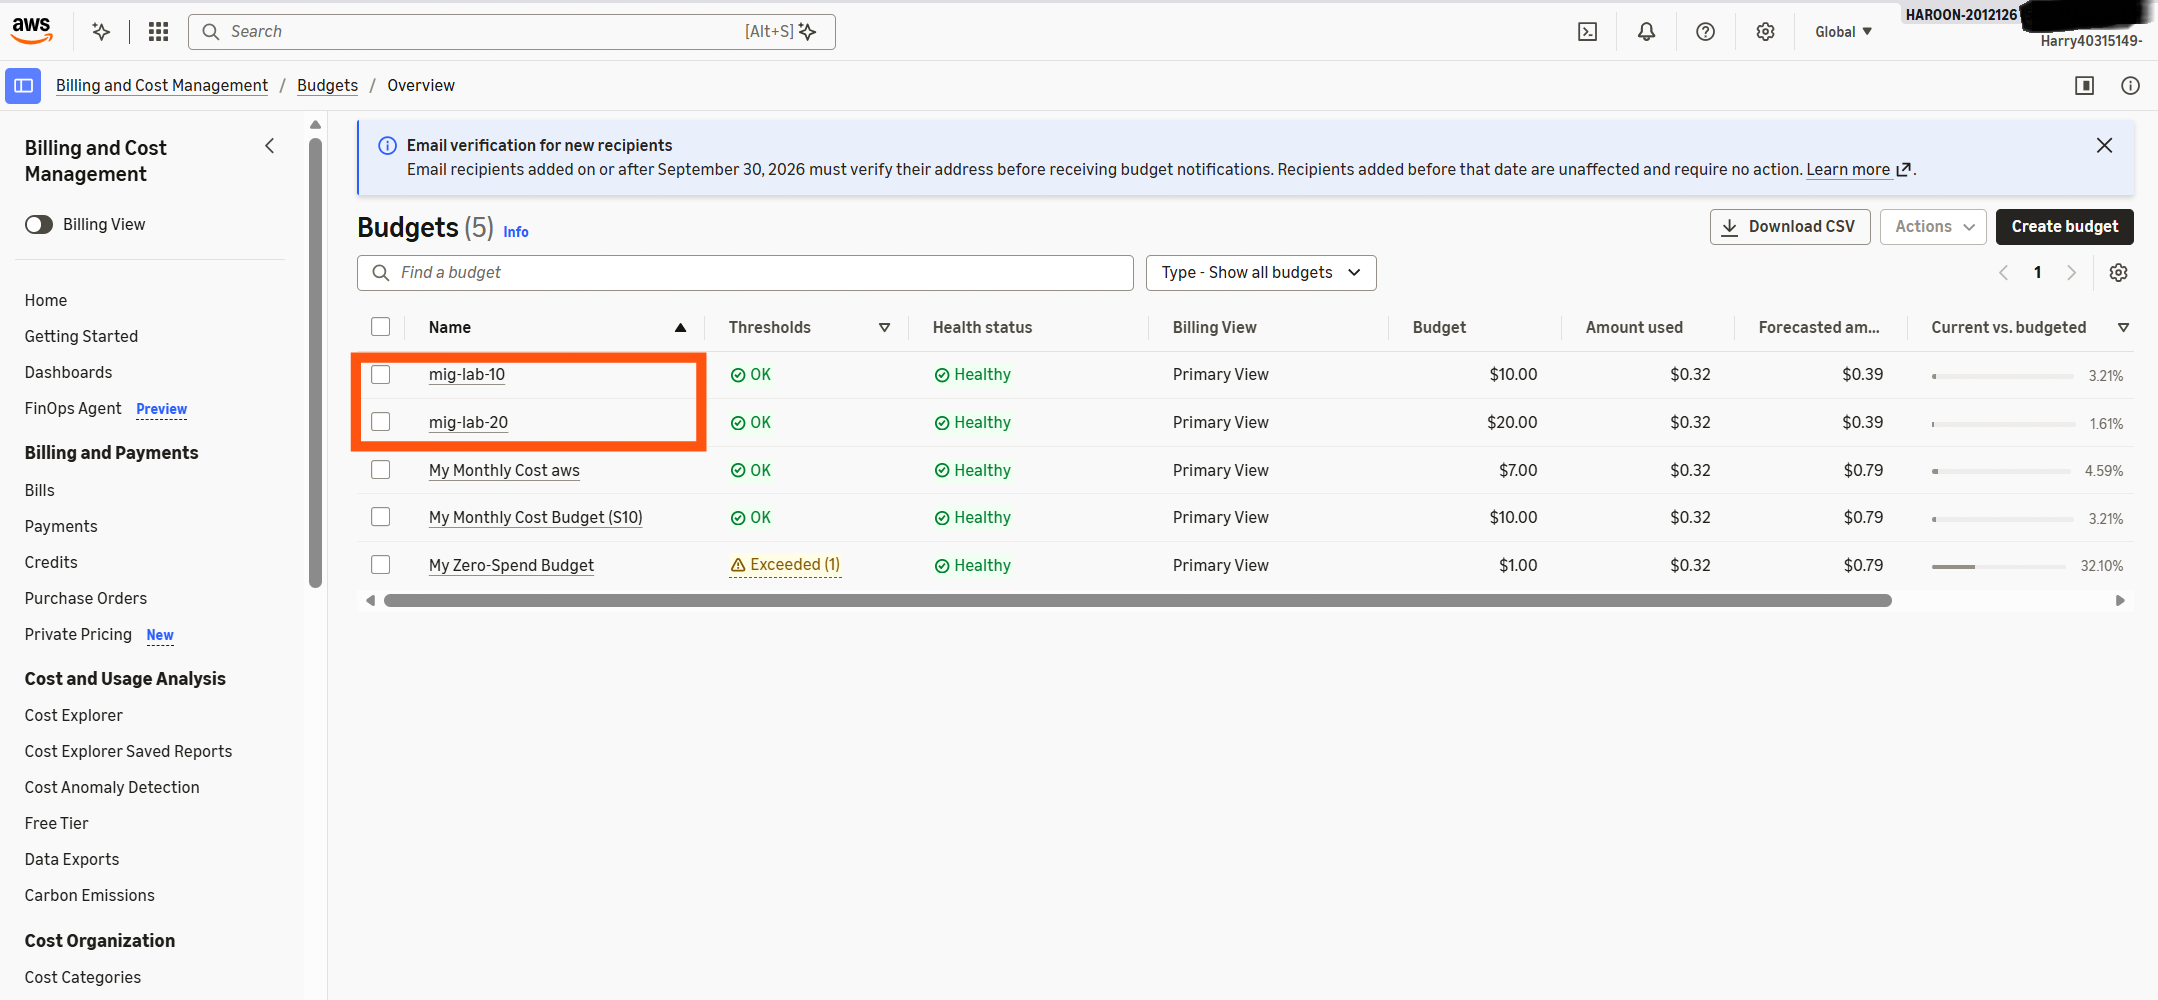 aws
Search [Alt+S]
Global
HAROON-2012126
Harry40315149-
Billing and Cost Management / Budgets / Overview
Billing and Cost Management
Billing View
Home
Getting Started
Dashboards
FinOps Agent Preview
Billing and Payments
Bills
Payments
Credits
Purchase Orders
Private Pricing New
Cost and Usage Analysis
Cost Explorer
Cost Explorer Saved Reports
Cost Anomaly Detection
Free Tier
Data Exports
Carbon Emissions
Cost Organization
Cost Categories
Email verification for new recipients
Email recipients added on or after September 30, 2026 must verify their address before receiving budget notifications. Recipients added before that date are unaffected and require no action. Learn more .
Budgets (5) Info
Download CSV Actions Create budget
Find a budget Type - Show all budgets 1
Name Thresholds Health status Billing View Budget Amount used Forecasted am... Current vs. budgeted
mig-lab-10 OK Healthy Primary View $10.00 $0.32 $0.39 3.21%
mig-lab-20 OK Healthy Primary View $20.00 $0.32 $0.39 1.61%
My Monthly Cost aws OK Healthy Primary View $7.00 $0.32 $0.79 4.59%
My Monthly Cost Budget (S10) OK Healthy Primary View $10.00 $0.32 $0.79 3.21%
My Zero-Spend Budget Exceeded (1) Healthy Primary View $1.00 $0.32 $0.79 32.10%